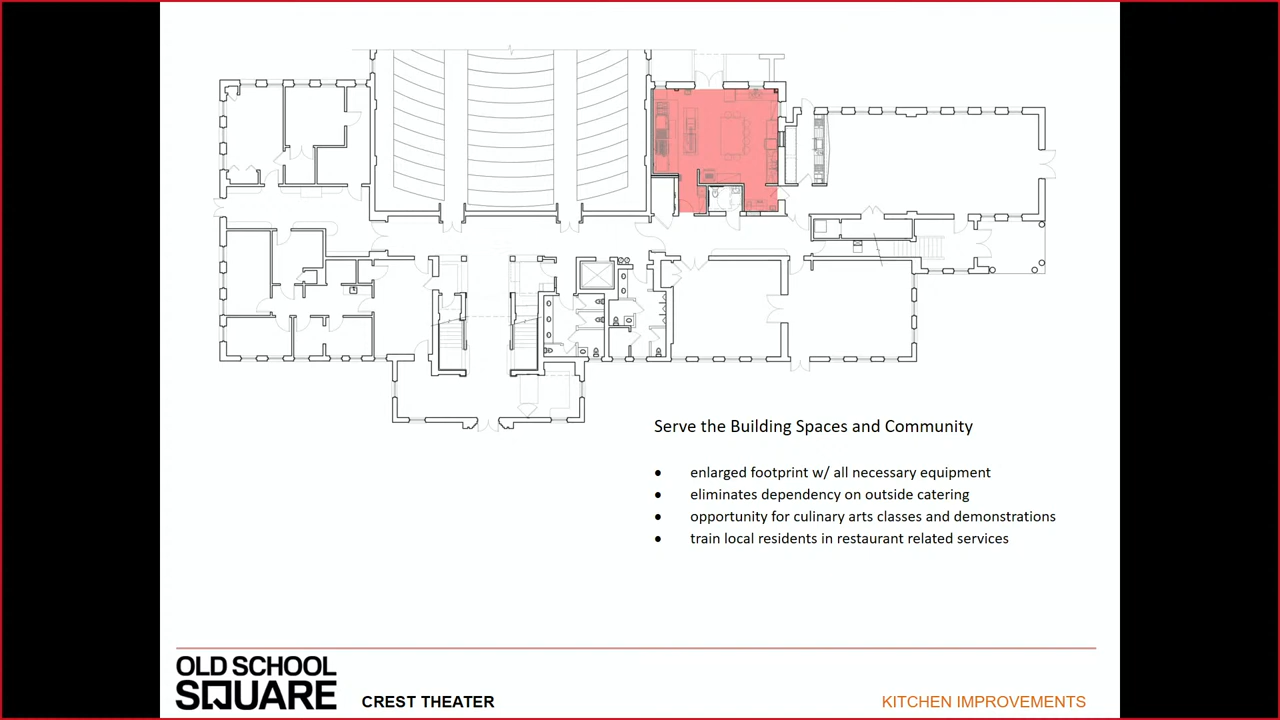 Serve the Building Spaces and Community
• enlarged footprint w/ all necessary equipment
• eliminates dependency on outside catering
• opportunity for culinary arts classes and demonstrations
• train local residents in restaurant related services
OLD SCHOOL
SQUARE
CREST THEATER
KITCHEN IMPROVEMENTS